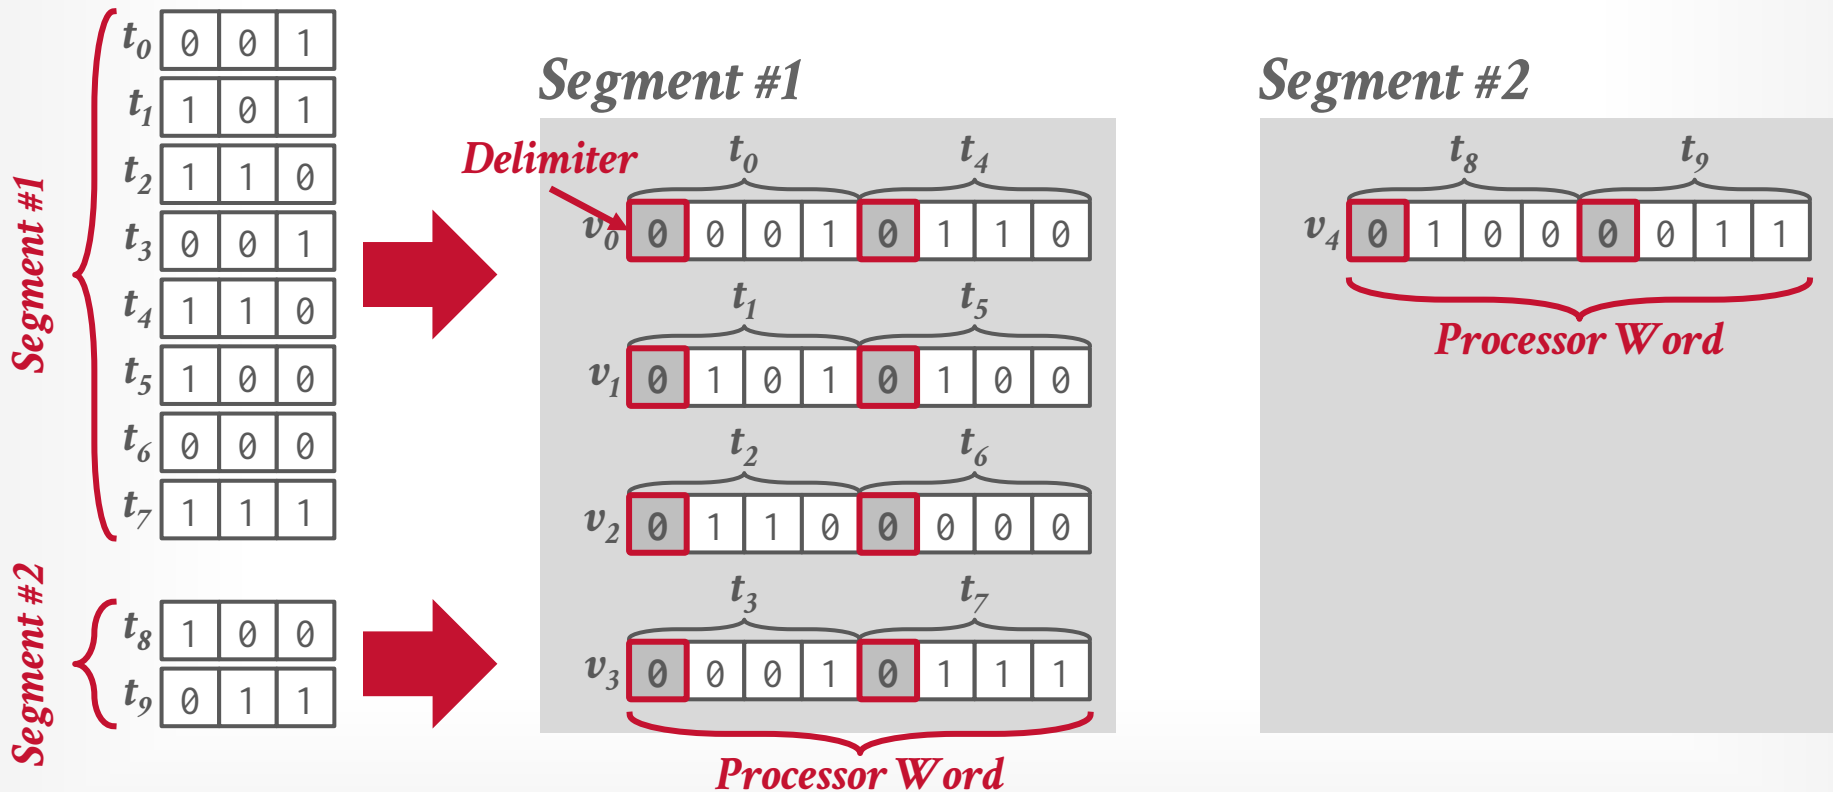 Segment #1
t0 0 0 1
t1 1 0 1
t2 1 1 0
t3 0 0 1
t4 1 1 0
t5 1 0 0
t6 0 0 0
t7 1 1 1
Segment #2
t8 1 0 0
t9 0 1 1
Segment #1
Delimiter
t0 t4
v0 0 0 0 1 0 1 1 0
t1 t5
v1 0 1 0 1 0 1 0 0
t2 t6
v2 0 1 1 0 0 0 0 0
t3 t7
v3 0 0 0 1 0 1 1 1
Processor Word
Segment #2
t8 t9
v4 0 1 0 0 0 0 1 1
Processor Word